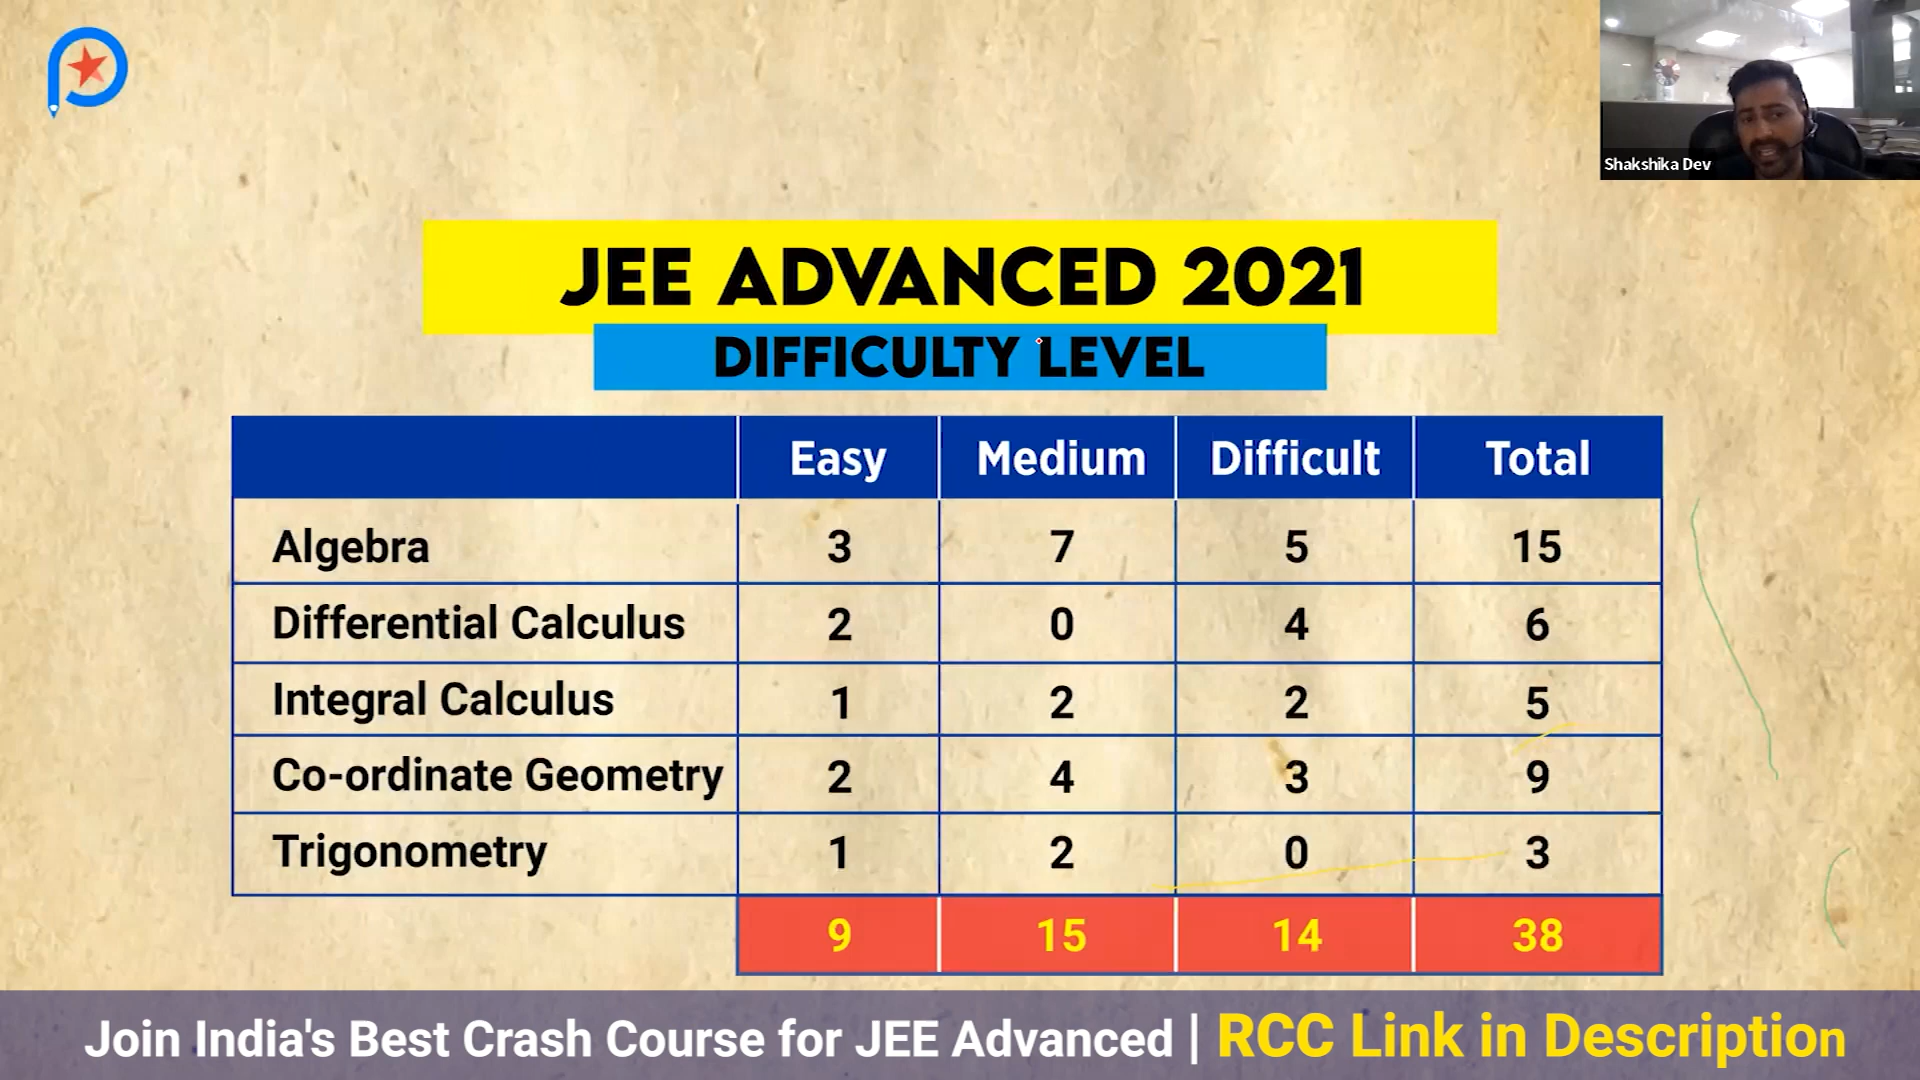 Shakshika Dev
JEE ADVANCED 2021
DIFFICULTY LEVEL
Easy Medium Difficult Total
Algebra 3 7 5 15
Differential Calculus 2 0 4 6
Integral Calculus 1 2 2 5
Co-ordinate Geometry 2 4 3 9
Trigonometry 1 2 0 3
9 15 14 38
Join India's Best Crash Course for JEE Advanced | RCC Link in Description